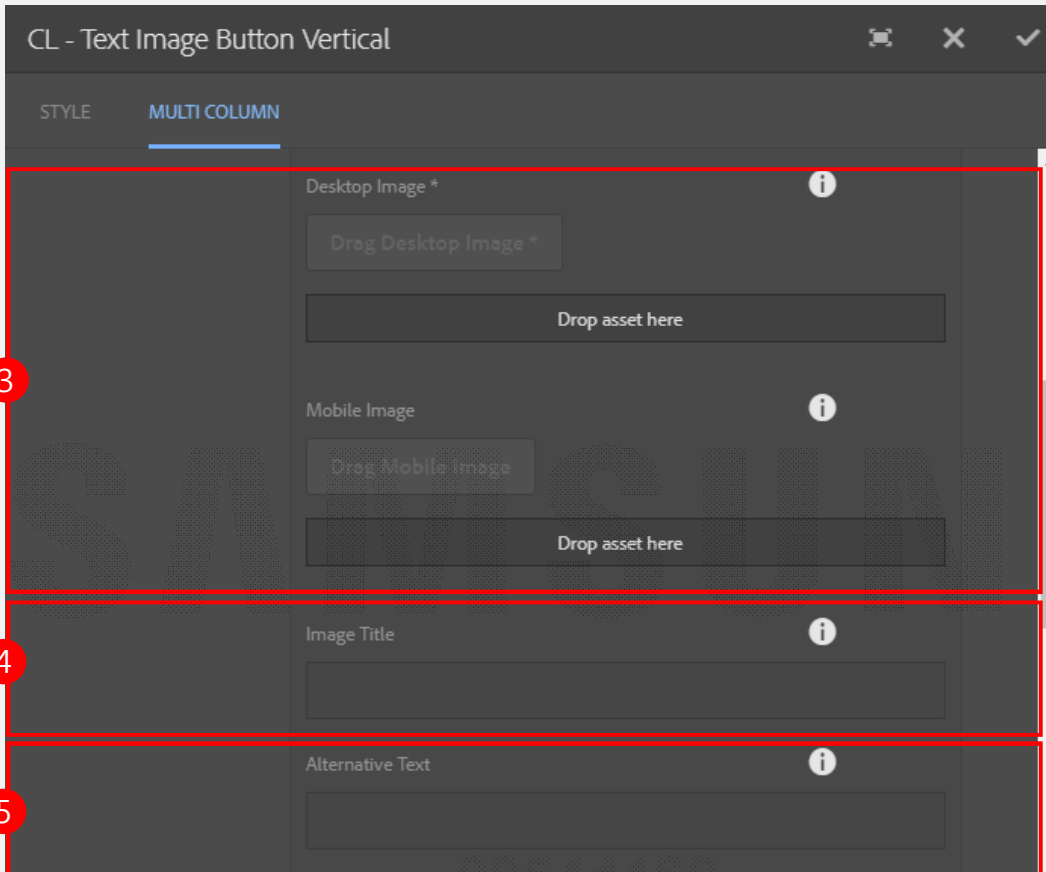 CL - Text Image Button Vertical
STYLE MULTI COLUMN
Desktop Image *
Drag Desktop Image *
Drop asset here
3
Mobile Image
Drag Mobile Image
SAMSUN
Drop asset here
Image Title
4
Alternative Text
5